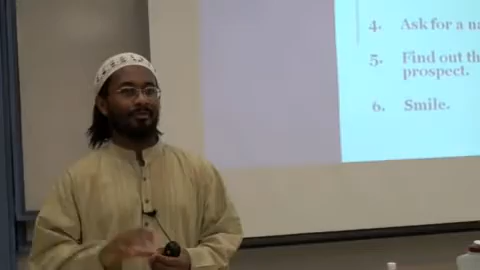 4. Ask for a
5. Find out
prospect.
6. Smile.